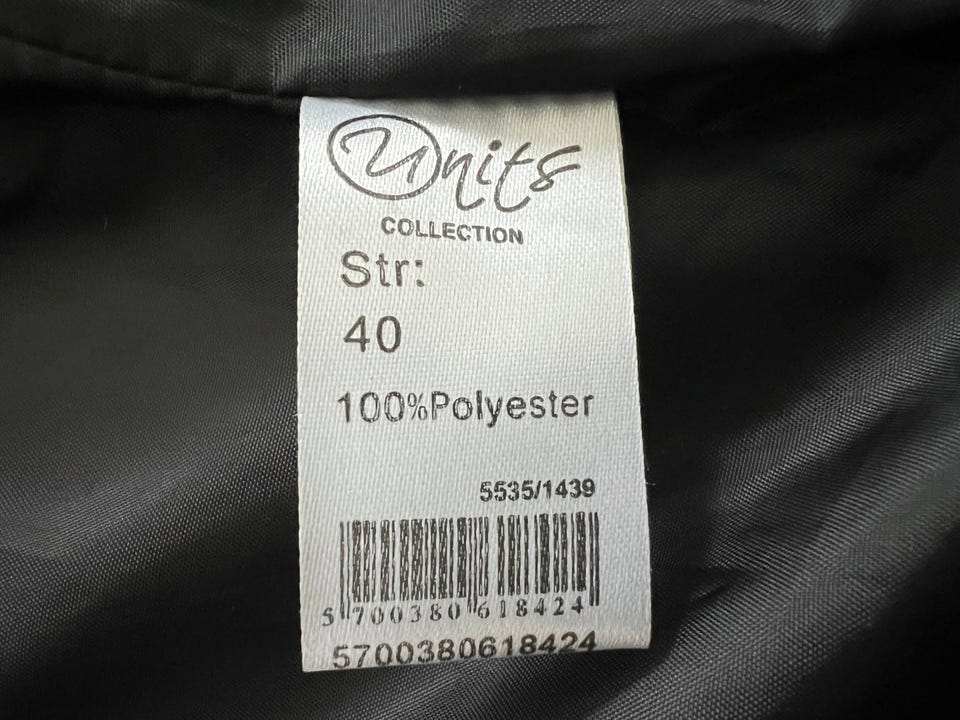 Units
COLLECTION
Str:
40
100%Polyester
5535/1439
5 700380 618424
5700380618424